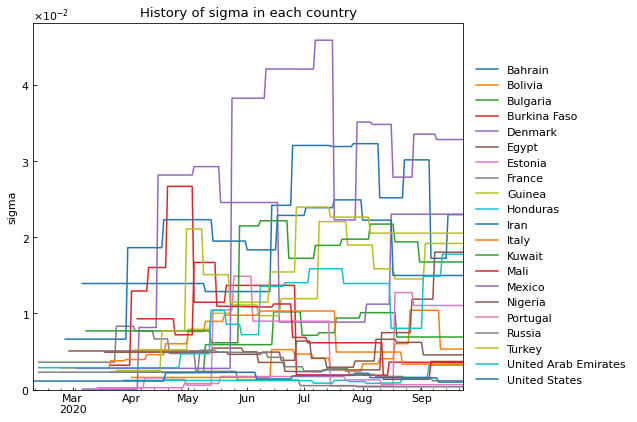 History of sigma in each country
×10⁻²
4
3
2
1
0
sigma
Mar
2020
Apr
May
Jun
Jul
Aug
Sep
Bahrain
Bolivia
Bulgaria
Burkina Faso
Denmark
Egypt
Estonia
France
Guinea
Honduras
Iran
Italy
Kuwait
Mali
Mexico
Nigeria
Portugal
Russia
Turkey
United Arab Emirates
United States